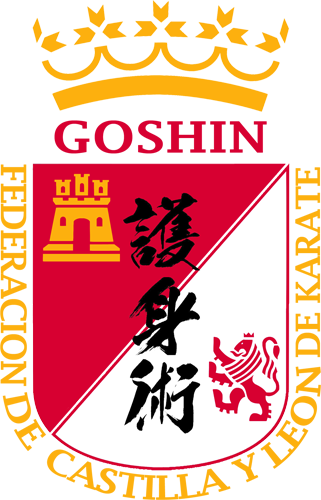 GOSHIN
護身術
FEDERACION DE CASTILLA Y LEON DE KARATE